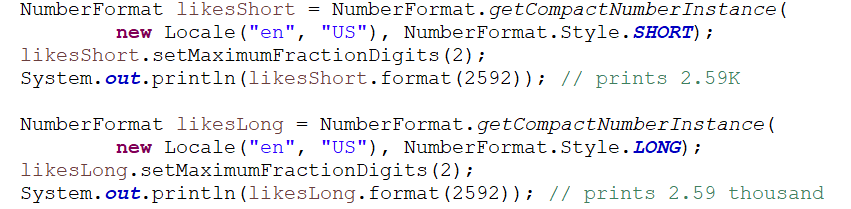 NumberFormat likesShort = NumberFormat.getCompactNumberInstance(
new Locale("en", "US"), NumberFormat.Style.SHORT);
likesShort.setMaximumFractionDigits(2);
System.out.println(likesShort.format(2592)); // prints 2.59K
NumberFormat likesLong = NumberFormat.getCompactNumberInstance(
new Locale("en", "US"), NumberFormat.Style.LONG);
likesLong.setMaximumFractionDigits(2);
System.out.println(likesLong.format(2592)); // prints 2.59 thousand